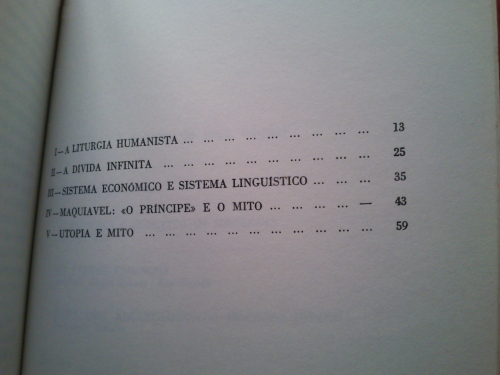 I—A LITURGIA HUMANISTA ... ... ... ... ... ... ... ... ... 13
II—A DÍVIDA INFINITA ... ... ... ... ... ... ... ... ... ... 25
III—SISTEMA ECONÓMICO E SISTEMA LINGUÍSTICO ... ... ... 35
IV—MAQUIAVEL: «O PRÍNCIPE» E O MITO ... ... ... ... — 43
V—UTOPIA E MITO ... ... ... ... ... ... ... ... ... ... ... 59